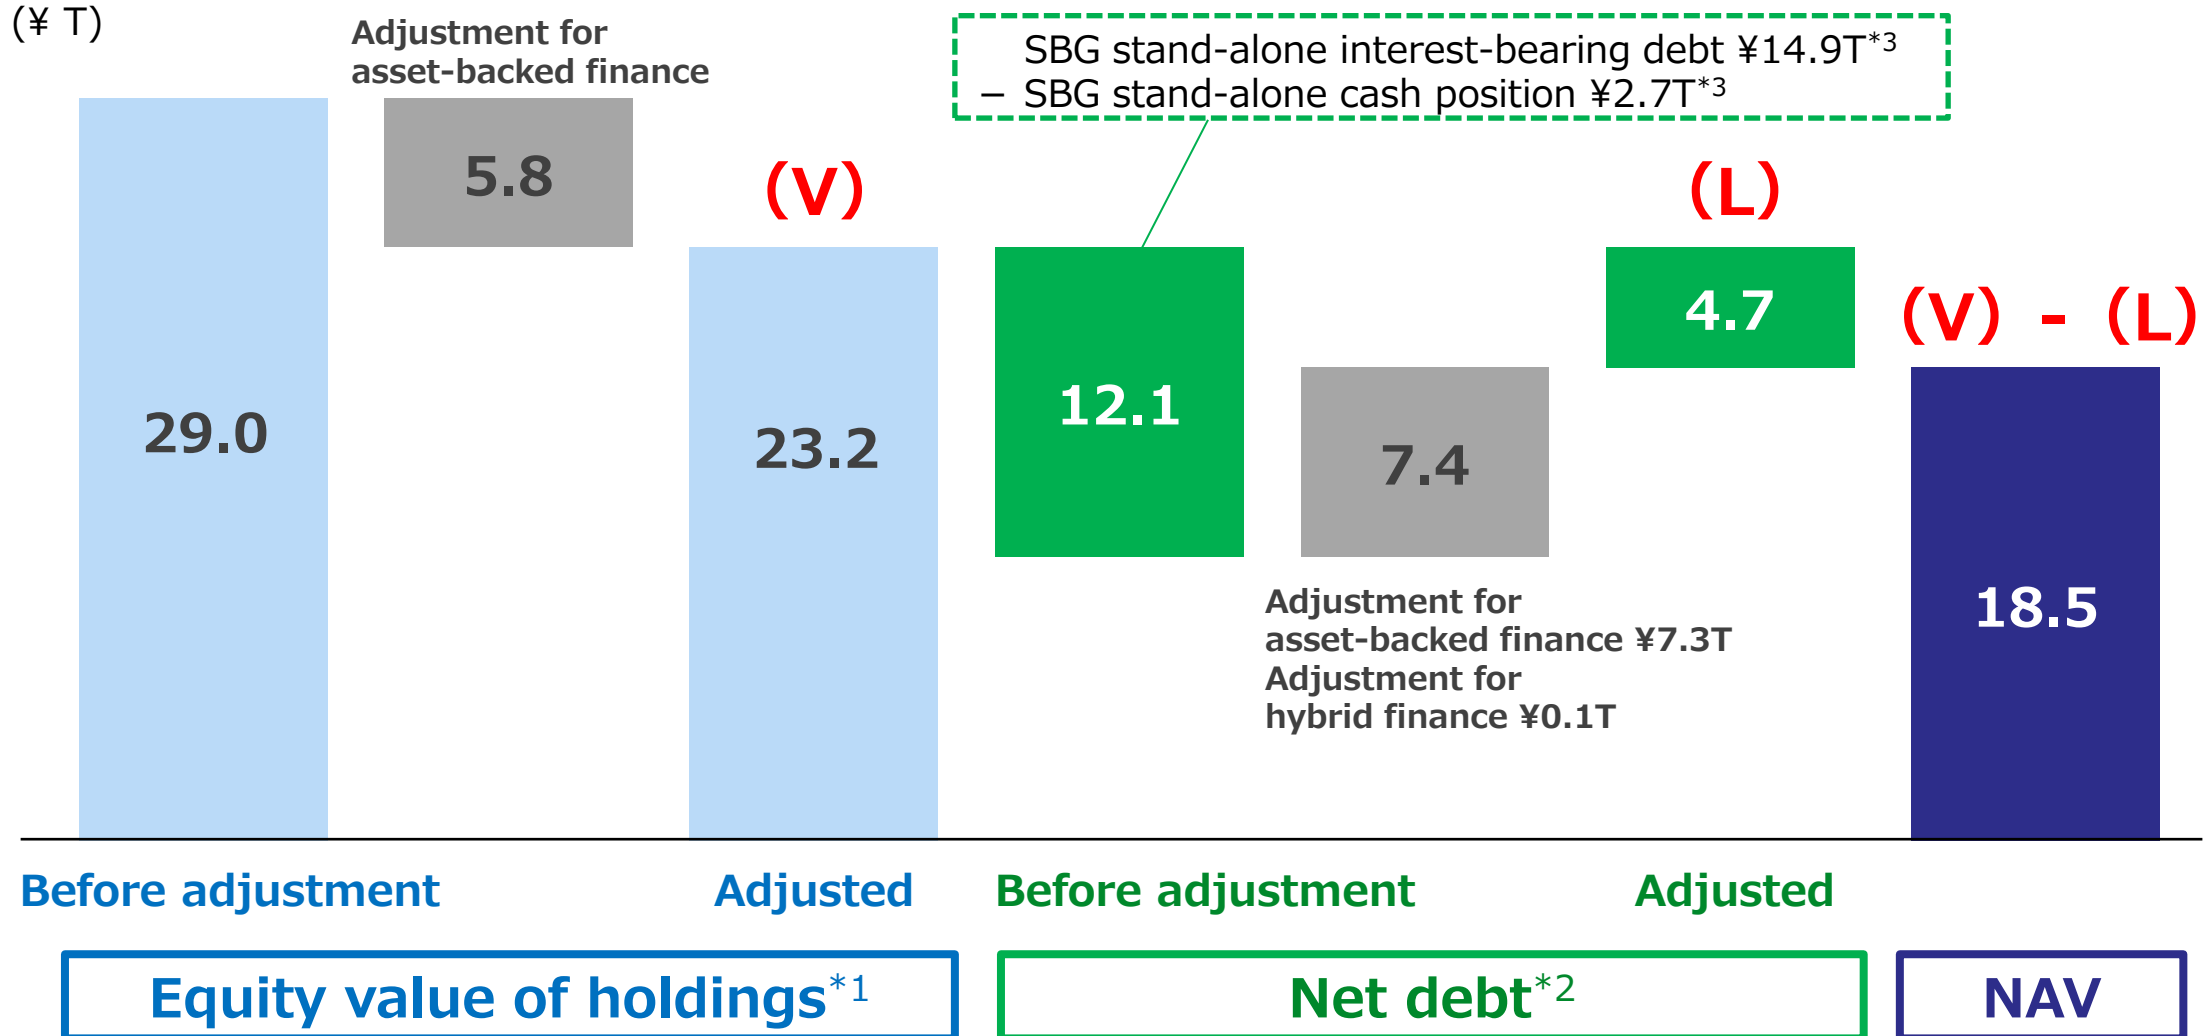 (¥ T)
Adjustment for
asset-backed finance
SBG stand-alone interest-bearing debt ¥14.9T*3
– SBG stand-alone cash position ¥2.7T*3
29.0
5.8
(V)
23.2
12.1
7.4
Adjustment for
asset-backed finance ¥7.3T
Adjustment for
hybrid finance ¥0.1T
(L)
4.7
(V) - (L)
18.5
Before adjustment
Adjusted
Before adjustment
Adjusted
Equity value of holdings*1
Net debt*2
NAV